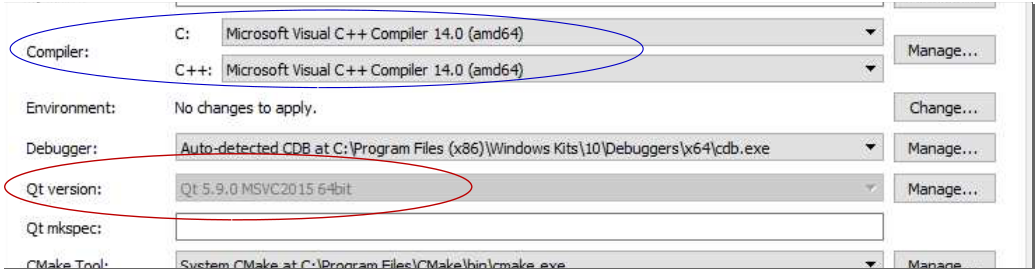 C: Microsoft Visual C++ Compiler 14.0 (amd64)
Compiler: Manage...
C++: Microsoft Visual C++ Compiler 14.0 (amd64)
Environment: No changes to apply. Change...
Debugger: Auto-detected CDB at C:\Program Files (x86)\Windows Kits\10\Debuggers\x64\cdb.exe Manage...
Qt version: Qt 5.9.0 MSVC2015 64bit Manage...
Qt mkspec:
CMake Tool: System CMake at C:\Program Files\CMake\bin\cmake.exe Manage...